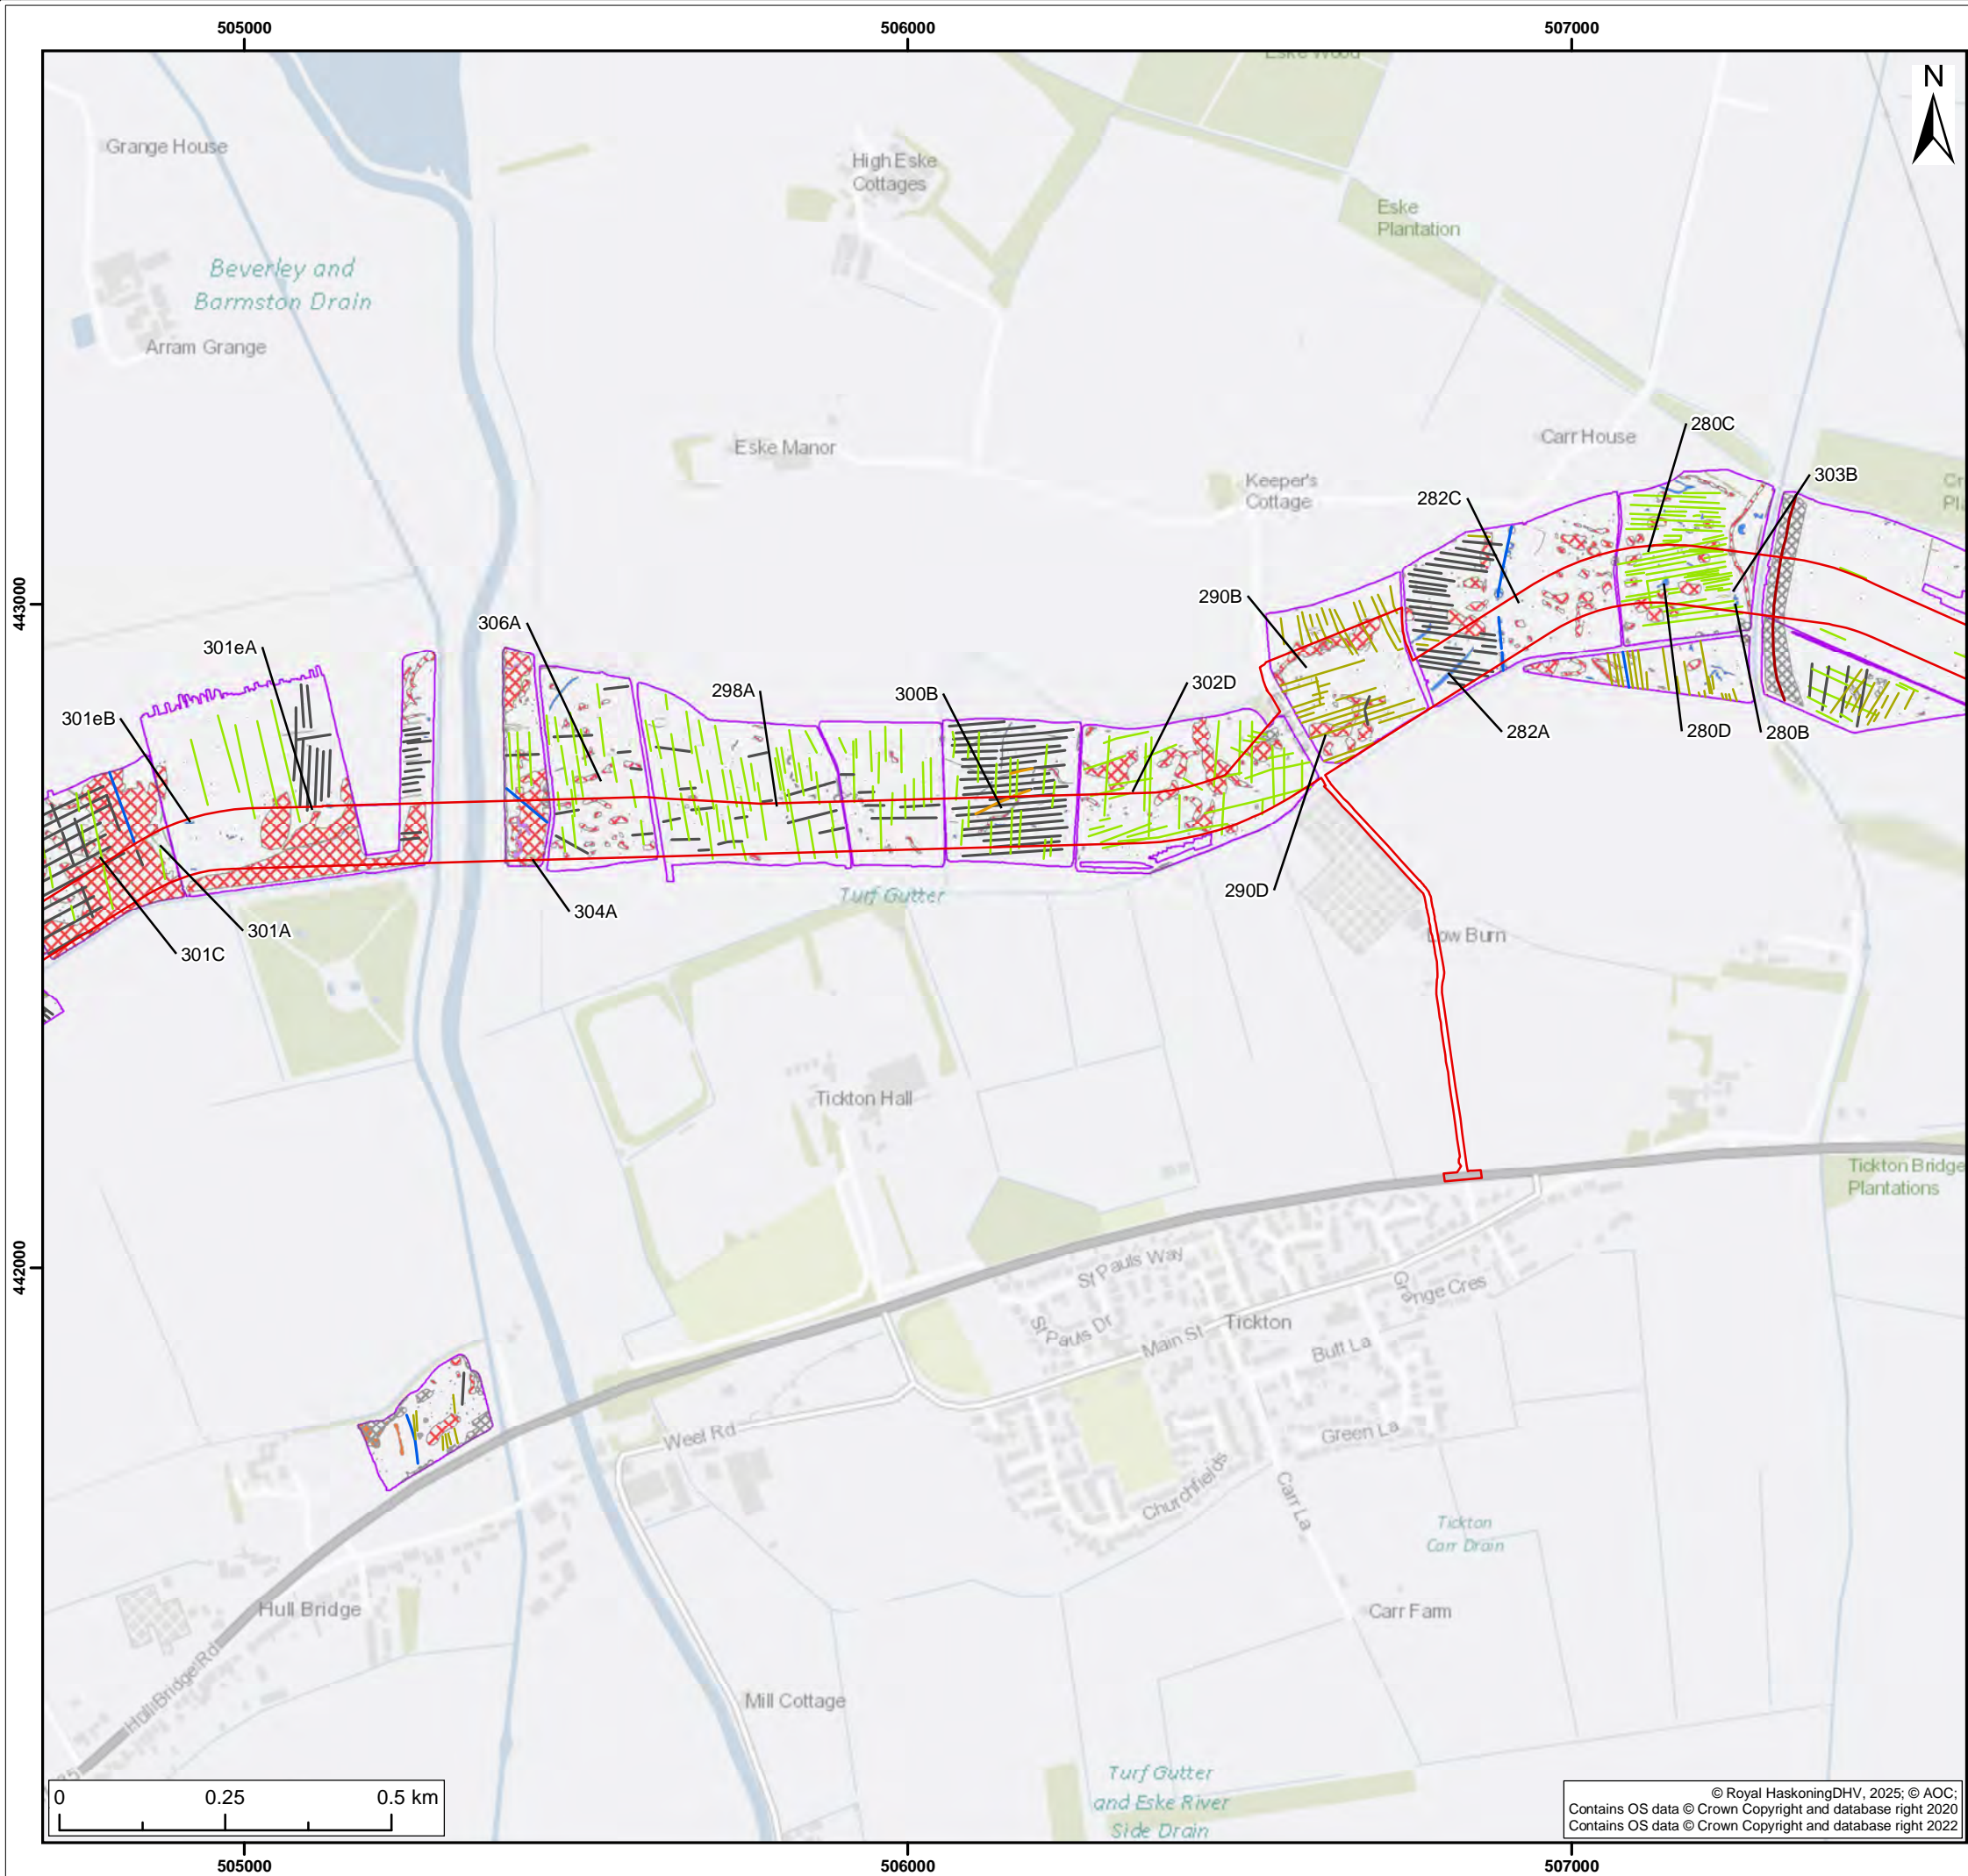 505000
506000
507000
Eske Wood
N
Grange House
High Eske
Cottages
Eske
Plantation
Beverley and
Barmston Drain
Arram Grange
280C
Carr House
Eske Manor
303B
Keeper's
Cottage
282C
Cr
Pl
443000
290B
306A
301eA
298A
300B
302D
301eB
282A
280D
280B
290D
Turf Gutter
304A
301A
301C
Low Burn
Tickton Hall
Tickton Bridge
Plantations
442000
St Pauls Way
Grange Cres
St Pauls Dr
Main St
Tickton
Butt La
Weel Rd
Green La
Churchfields
Carr La
Tickton
Carr Drain
Hull Bridge
Carr Farm
Hull Bridge Rd
Mill Cottage
Turf Gutter
and Eske River
Side Drain
0 0.25 0.5 km
© Royal HaskoningDHV, 2025; © AOC;
Contains OS data © Crown Copyright and database right 2020
Contains OS data © Crown Copyright and database right 2022
505000
506000
507000